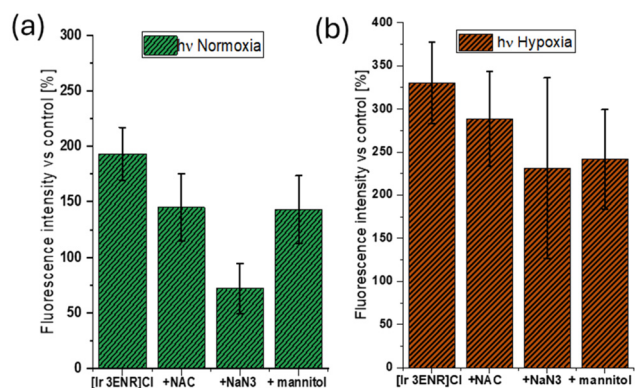 (a)
hν Normoxia
300
250
200
150
100
50
0
Fluorescence intensity vs control [%]
[Ir 3ENR]Cl +NAC +NaN3 + mannitol
(b)
hν Hypoxia
400
350
300
250
200
250
100
50
0
Fluorescence intensity vs control [%]
[Ir 3ENR]Cl +NAC +NaN3 + mannitol